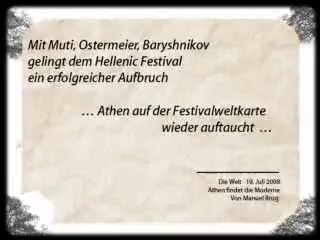 Mit Muti, Ostermeier, Baryshnikov
gelingt dem Hellenic Festival
ein erfolgreicher Aufbruch
… Athen auf der Festivalweltkarte
wieder auftaucht …
Die Welt 19. Juli 2008
Athen findet die Moderne
Von Manuel Brug